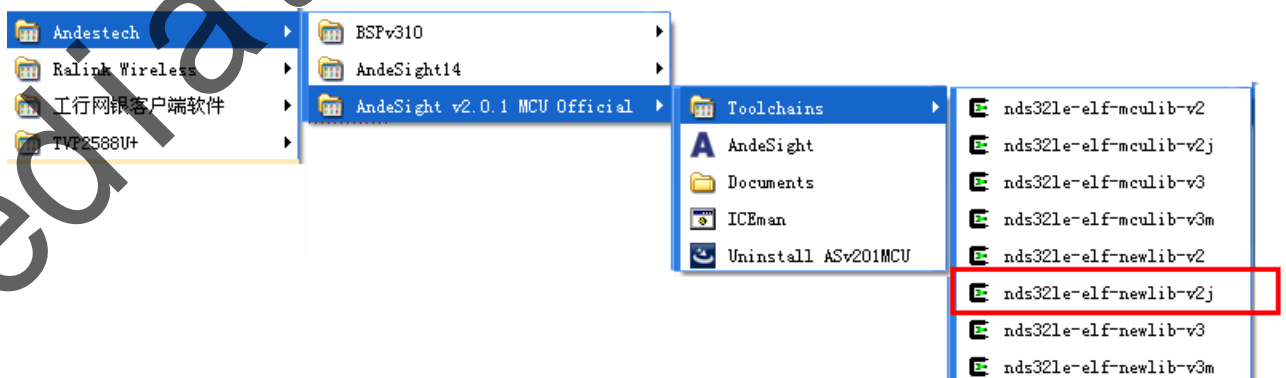 Andestech
Ralink Wireless
工行网银客户端软件
TVP2588U+
BSPv310
AndeSight14
AndeSight v2.0.1 MCU Official
Toolchains
AndeSight
Documents
ICEman
Uninstall ASv201MCU
nds32le-elf-mculib-v2
nds32le-elf-mculib-v2j
nds32le-elf-mculib-v3
nds32le-elf-mculib-v3m
nds32le-elf-newlib-v2
nds32le-elf-newlib-v2j
nds32le-elf-newlib-v3
nds32le-elf-newlib-v3m
edia